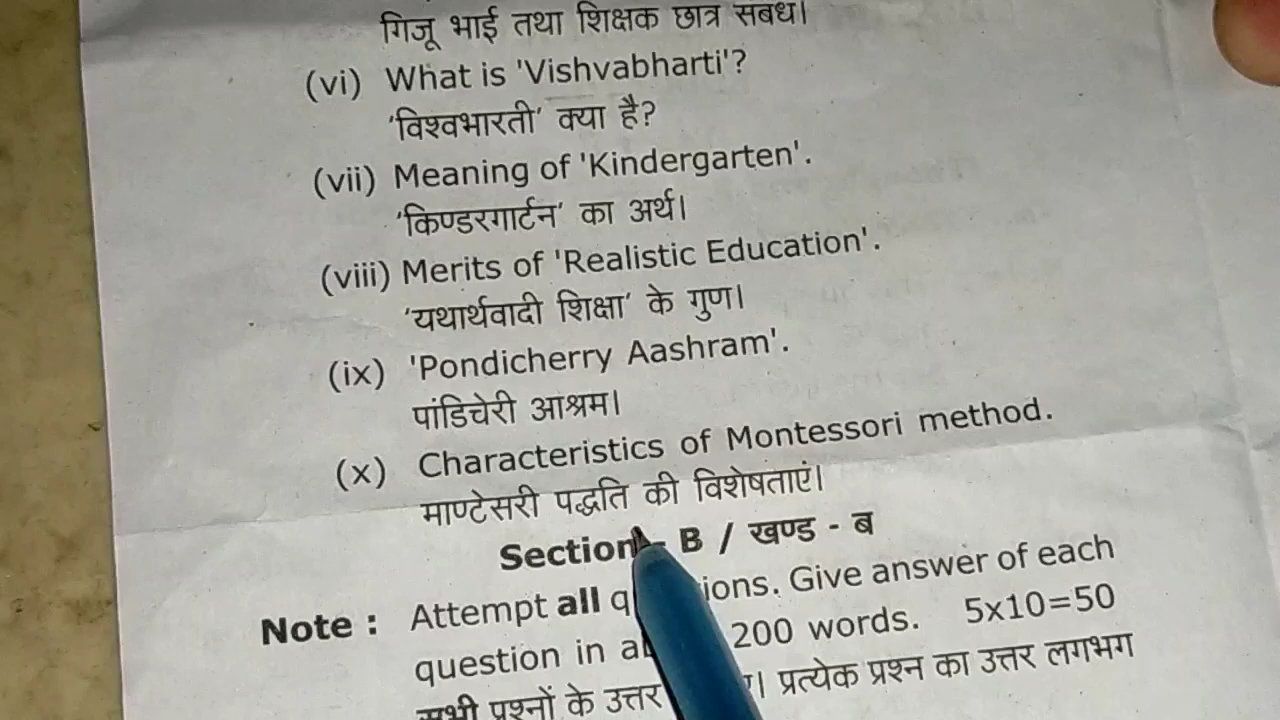 गिजू भाई तथा शिक्षक छात्र संबंध।
(vi) What is 'Vishvabharti'?
'विश्वभारती' क्या है?
(vii) Meaning of 'Kindergarten'.
'किण्डरगार्टन' का अर्थ।
(viii) Merits of 'Realistic Education'.
'यथार्थवादी शिक्षा' के गुण।
(ix) 'Pondicherry Aashram'.
पांडिचेरी आश्रम।
(x) Characteristics of Montessori method.
माण्टेसरी पद्धति की विशेषताएं।
Section - B / खण्ड - ब
Note : Attempt all . Give answer of each
question in 200 words. 5x10=50
सभी प्रश्नों के उत्तर । प्रत्येक प्रश्न का उत्तर लगभग